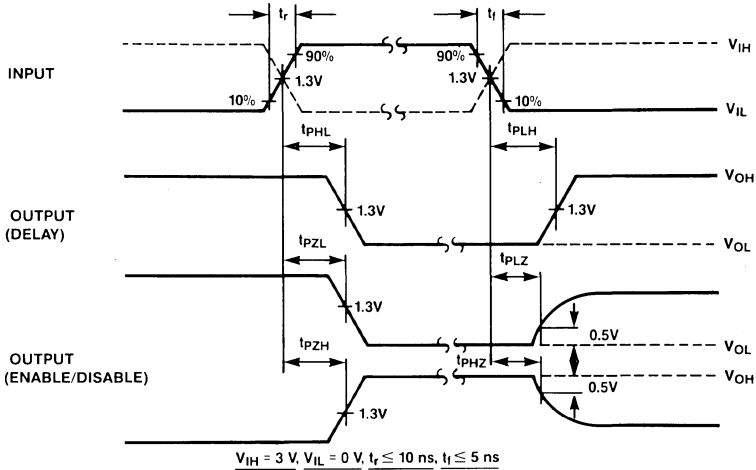 tr tf
VIH
90% 90%
INPUT
1.3V 1.3V
10% 10%
VIL
tPHL tPLH
VOH
OUTPUT
(DELAY)
1.3V 1.3V
VOL
tPZL tPLZ
1.3V
0.5V
tPZH
VOL
OUTPUT
(ENABLE/DISABLE)
tPHZ
VOH
0.5V
1.3V
VIH = 3 V, VIL = 0 V, tr ≤ 10 ns, tf ≤ 5 ns